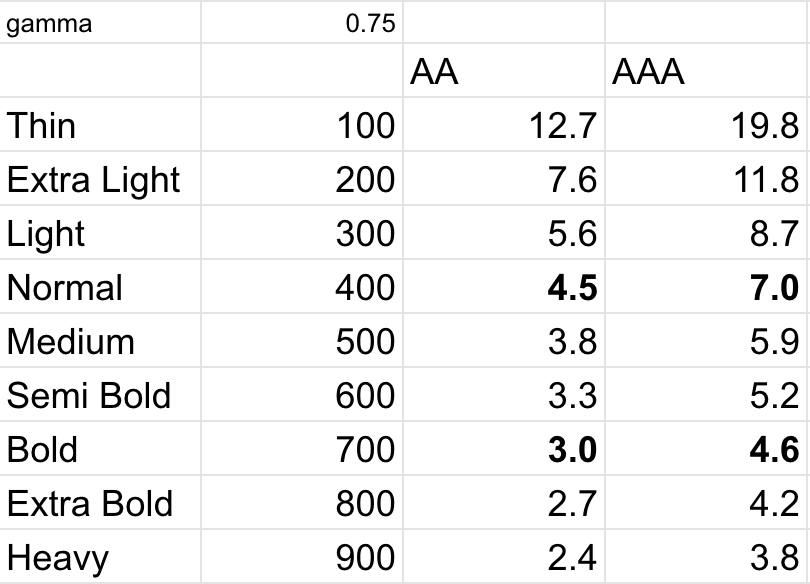 gamma 0.75
AA AAA
Thin 100 12.7 19.8
Extra Light 200 7.6 11.8
Light 300 5.6 8.7
Normal 400 4.5 7.0
Medium 500 3.8 5.9
Semi Bold 600 3.3 5.2
Bold 700 3.0 4.6
Extra Bold 800 2.7 4.2
Heavy 900 2.4 3.8